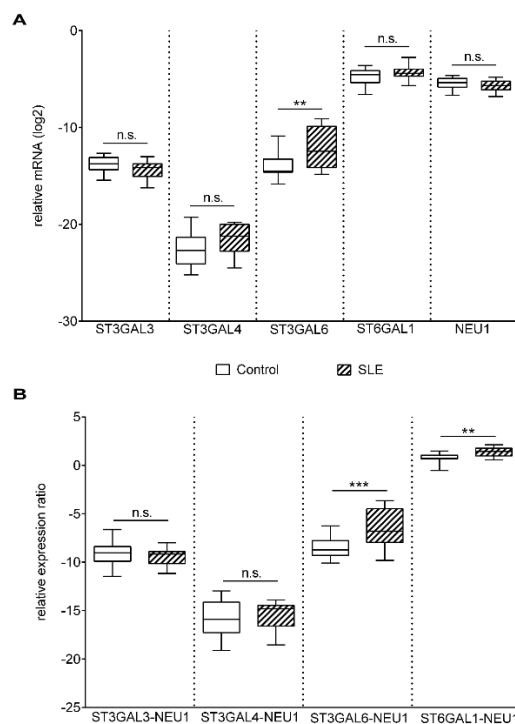 A
0
-10
-20
-30
relative mRNA (log2)
n.s.
n.s.
**
n.s.
n.s.
ST3GAL3 ST3GAL4 ST3GAL6 ST6GAL1 NEU1
Control SLE
B
5
0
-5
-10
-15
-20
-25
relative expression ratio
n.s.
n.s.
***
**
ST3GAL3-NEU1 ST3GAL4-NEU1 ST3GAL6-NEU1 ST6GAL1-NEU1